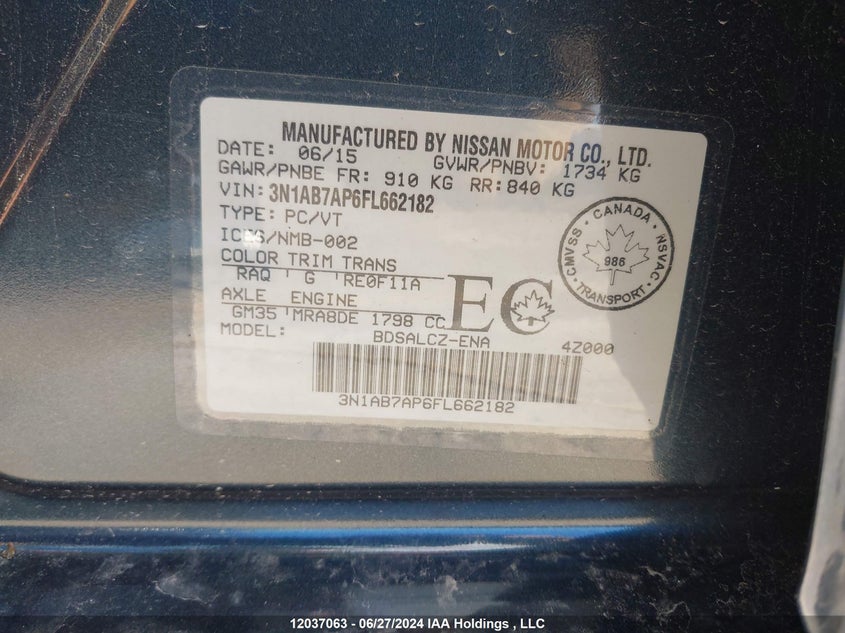 MANUFACTURED BY NISSAN MOTOR CO., LTD.
DATE: 06/15 GVWR/PNBV: 1734 KG
GAWR/PNBE FR: 910 KG RR: 840 KG
VIN: 3N1AB7AP6FL662182
TYPE: PC/VT
/NMB-002
COLOR TRIM TRANS
RAQ G RE0F11A
AXLE ENGINE
GM35 MRA8DE 1798 CC
EC
CMVSS · CANADA · NSVAC · TRANSPORT ·
986
MODEL: BDSALCZ-ENA 4Z000
3N1AB7AP6FL662182
12037063 - 06/27/2024 IAA Holdings , LLC